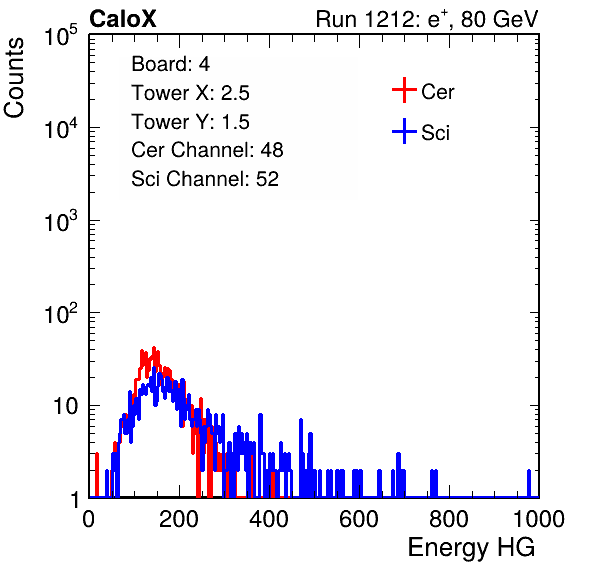 CaloX Run 1212: e⁺, 80 GeV
Counts
10⁵
10⁴
10³
10²
10
1
Board: 4
Tower X: 2.5
Tower Y: 1.5
Cer Channel: 48
Sci Channel: 52
Cer
Sci
0 200 400 600 800 1000
Energy HG